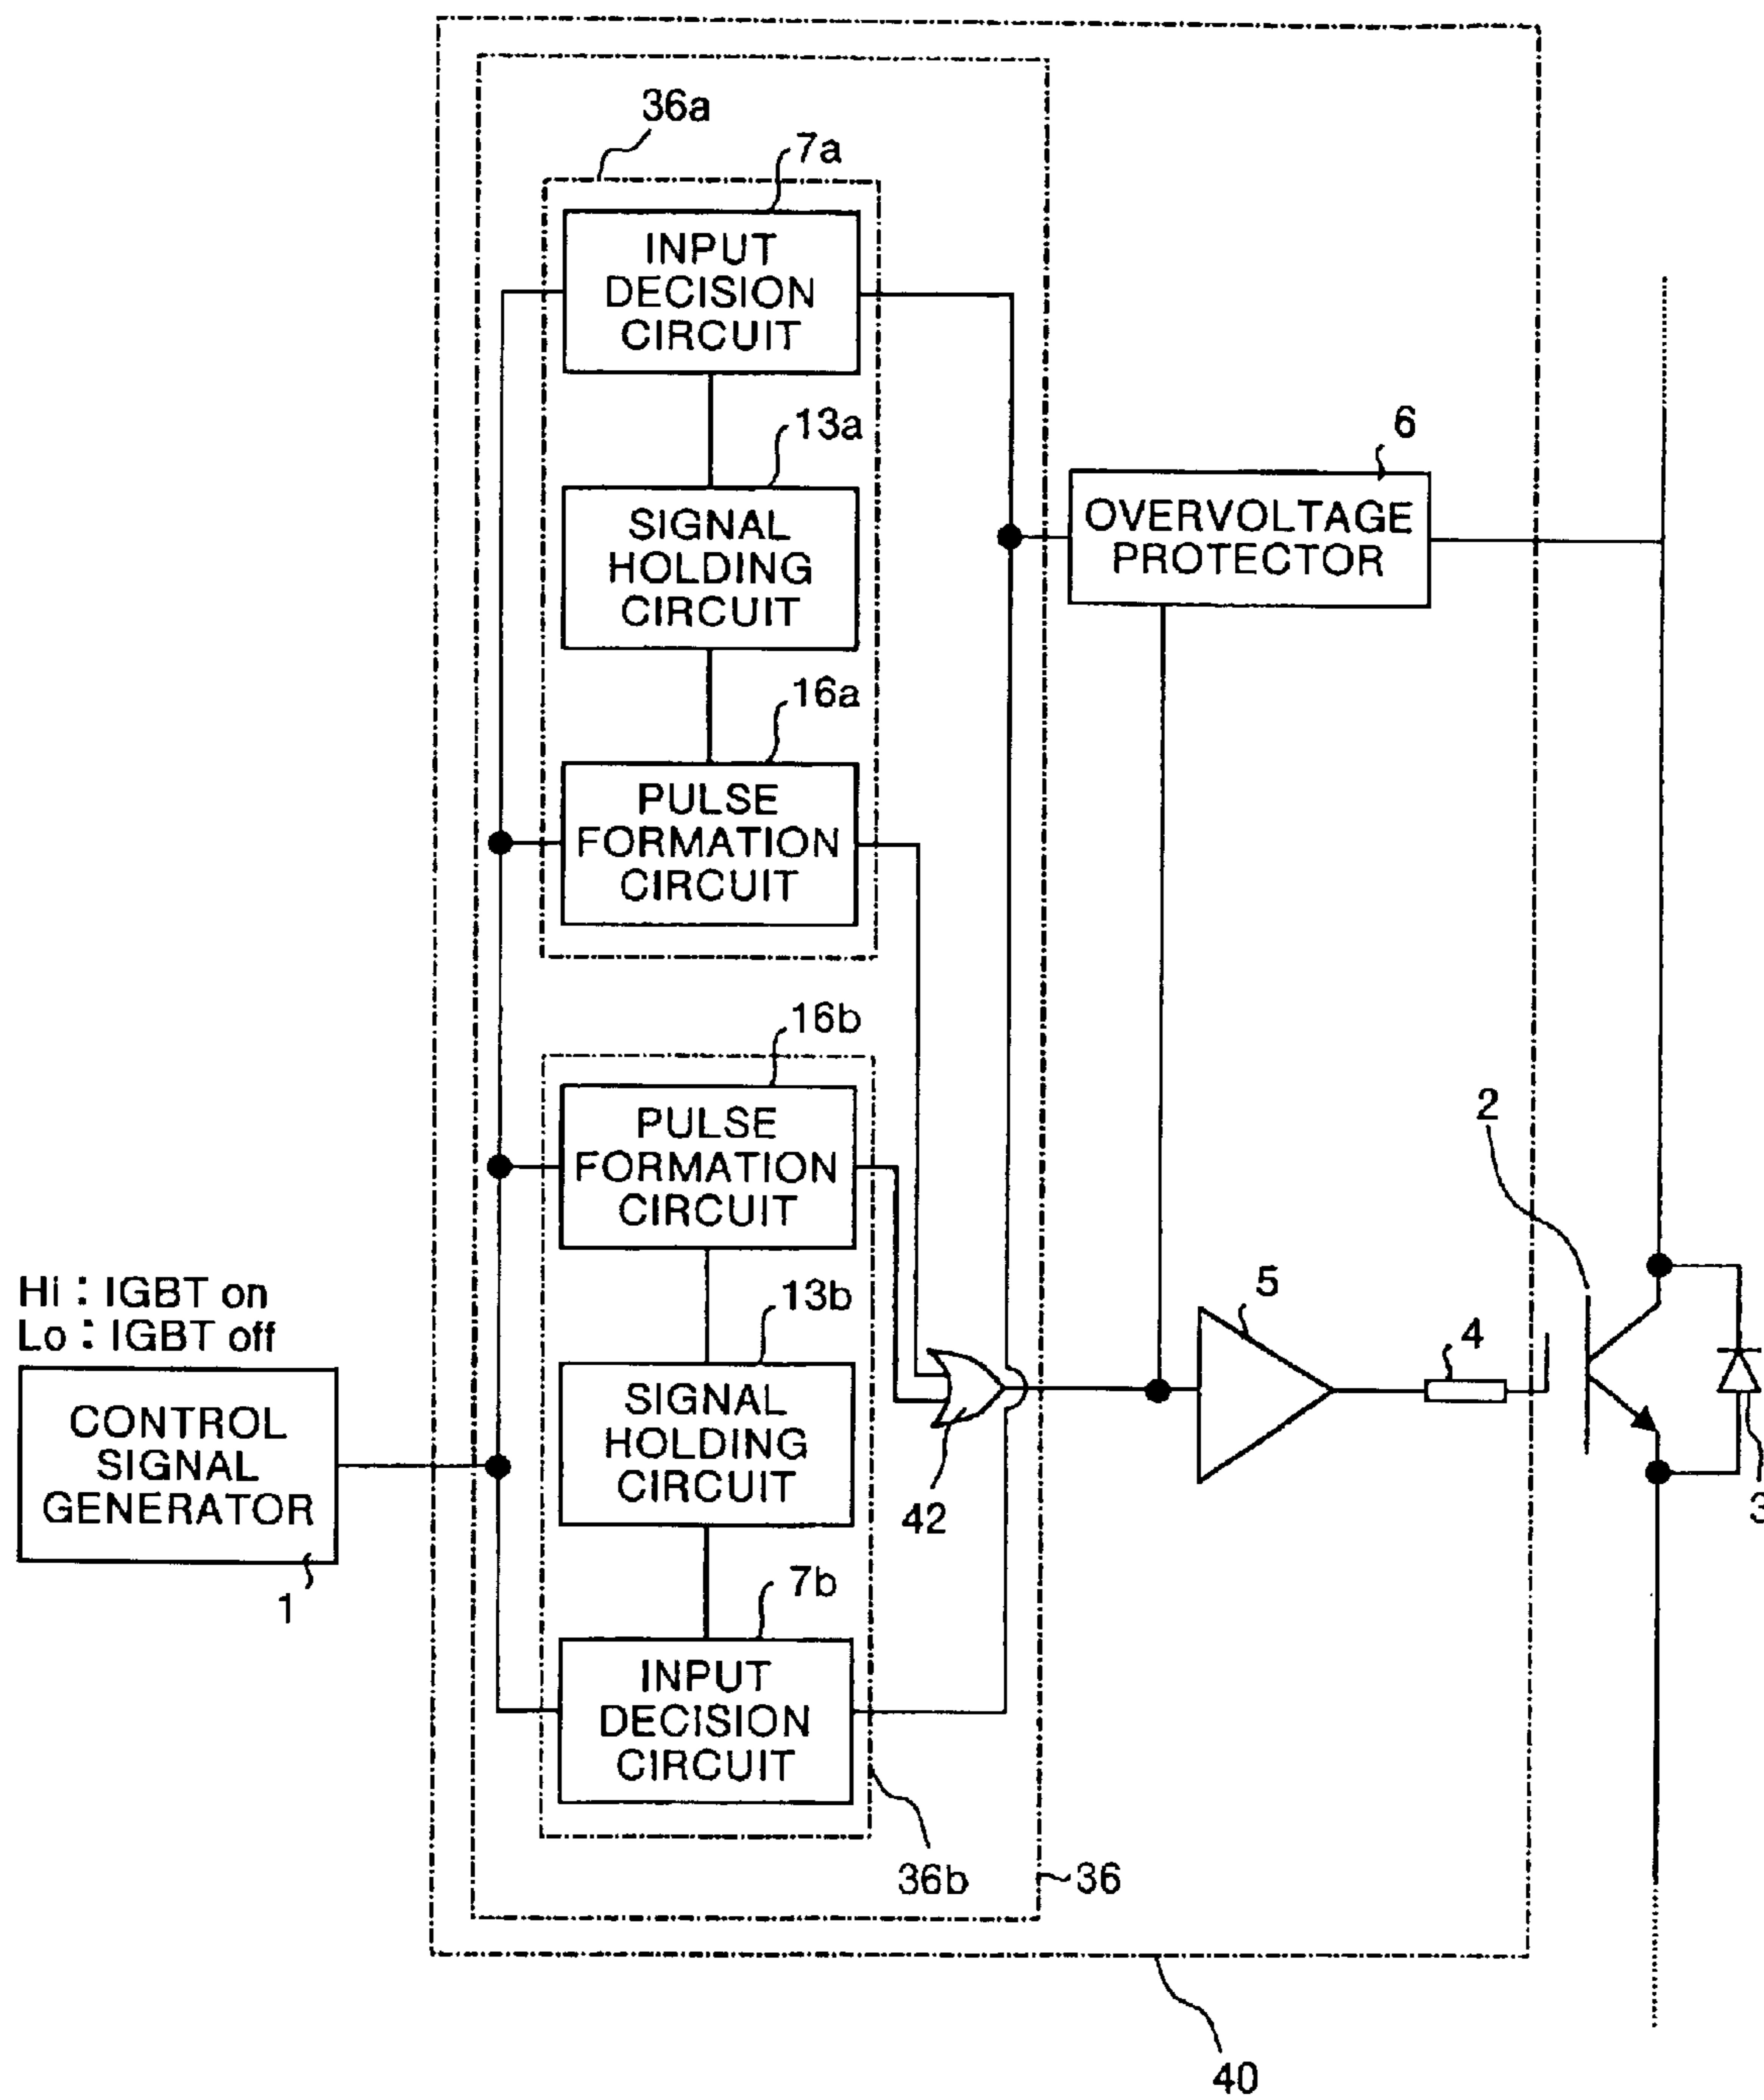 36a
7a
INPUT
DECISION
CIRCUIT
13a
6
SIGNAL
HOLDING
CIRCUIT
OVERVOLTAGE
PROTECTOR
16a
PULSE
FORMATION
CIRCUIT
16b
2
PULSE
FORMATION
CIRCUIT
Hi : IGBT on
Lo : IGBT off
13b
5
4
CONTROL
SIGNAL
GENERATOR
1
SIGNAL
HOLDING
CIRCUIT
42
3
7b
INPUT
DECISION
CIRCUIT
36b
36
40